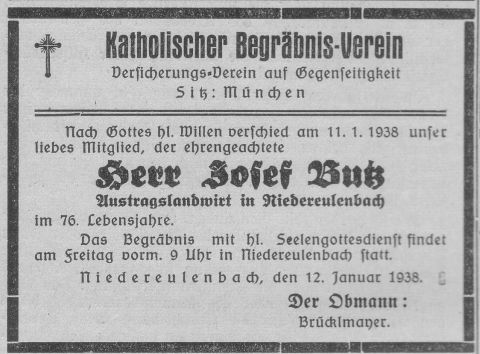 Katholischer Begräbnis-Verein
Versicherungs-Verein auf Gegenseitigkeit
Sitz: München
Nach Gottes hl. Willen verschied am 11. 1. 1938 unser
liebes Mitglied, der ehrengeachtete
Herr Josef Butz
Austragslandwirt in Niedereulenbach
im 76. Lebensjahre.
Das Begräbnis mit hl. Seelengottesdienst findet
am Freitag vorm. 9 Uhr in Niedereulenbach statt.
Niedereulenbach, den 12. Januar 1938.
Der Obmann:
Brücklmayer.